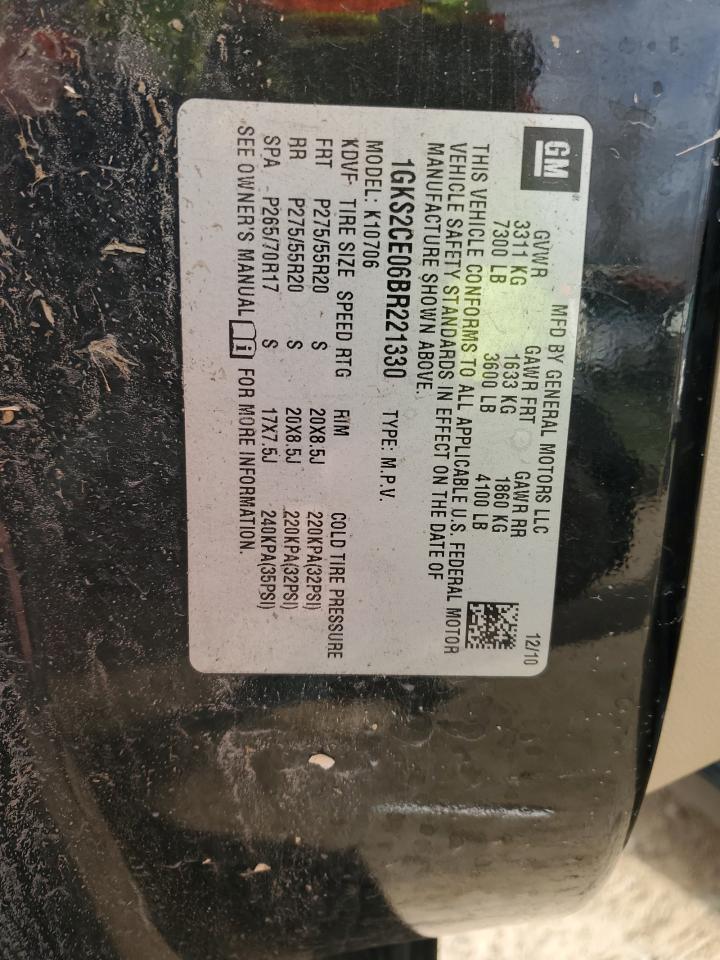 GM
MFD BY GENERAL MOTORS LLC 12/10
GVWR GAWR FRT GAWR RR
3311 KG 1633 KG 1860 KG
7300 LB 3600 LB 4100 LB
THIS VEHICLE CONFORMS TO ALL APPLICABLE U.S. FEDERAL MOTOR
VEHICLE SAFETY STANDARDS IN EFFECT ON THE DATE OF
MANUFACTURE SHOWN ABOVE.
1GKS2CE06BR221330 TYPE: M.P.V.
MODEL: K10706
KDVF TIRE SIZE SPEED RTG RIM COLD TIRE PRESSURE
FRT P275/55R20 S 20X8.5J 220KPA(32PSI)
RR P275/55R20 S 20X8.5J 220KPA(32PSI)
SPA P265/70R17 S 17X7.5J 240KPA(35PSI)
SEE OWNER'S MANUAL i FOR MORE INFORMATION.